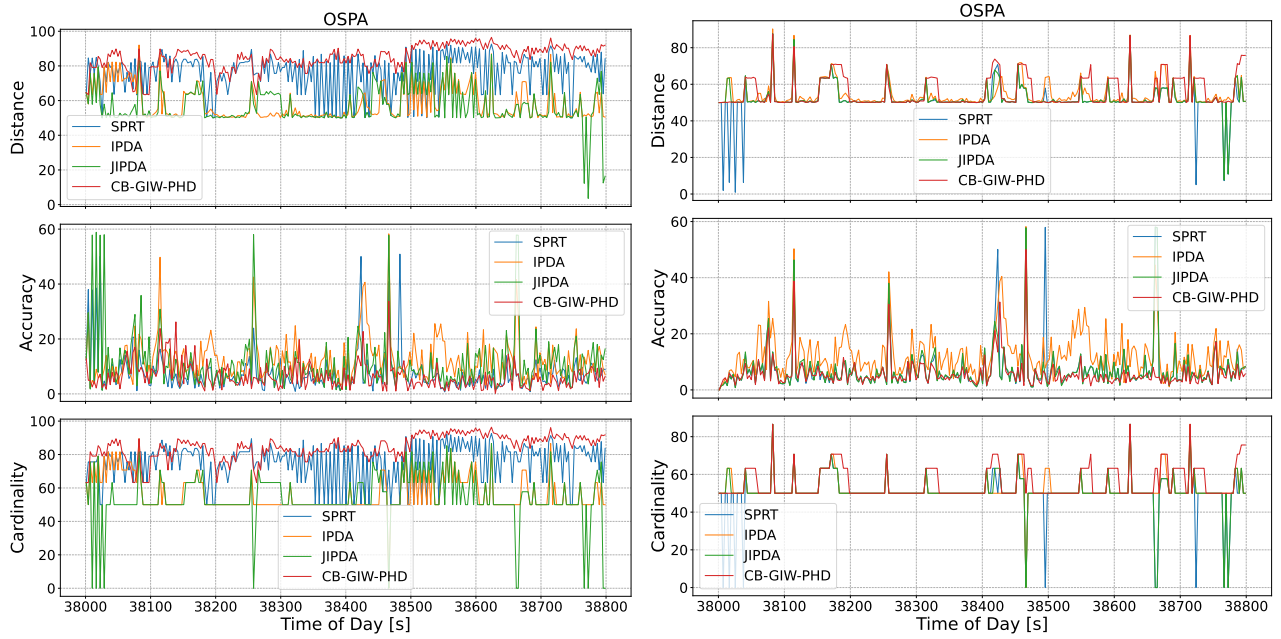 OSPA
Distance
100
80
60
40
20
0
SPRT
IPDA
JIPDA
CB-GIW-PHD
Accuracy
60
40
20
0
SPRT
IPDA
JIPDA
CB-GIW-PHD
Cardinality
100
80
60
40
20
0
SPRT
IPDA
JIPDA
CB-GIW-PHD
38000 38100 38200 38300 38400 38500 38600 38700 38800
Time of Day [s]
OSPA
Distance
80
60
40
20
0
SPRT
IPDA
JIPDA
CB-GIW-PHD
Accuracy
60
40
20
0
SPRT
IPDA
JIPDA
CB-GIW-PHD
Cardinality
80
60
40
20
0
SPRT
IPDA
JIPDA
CB-GIW-PHD
38000 38100 38200 38300 38400 38500 38600 38700 38800
Time of Day [s]